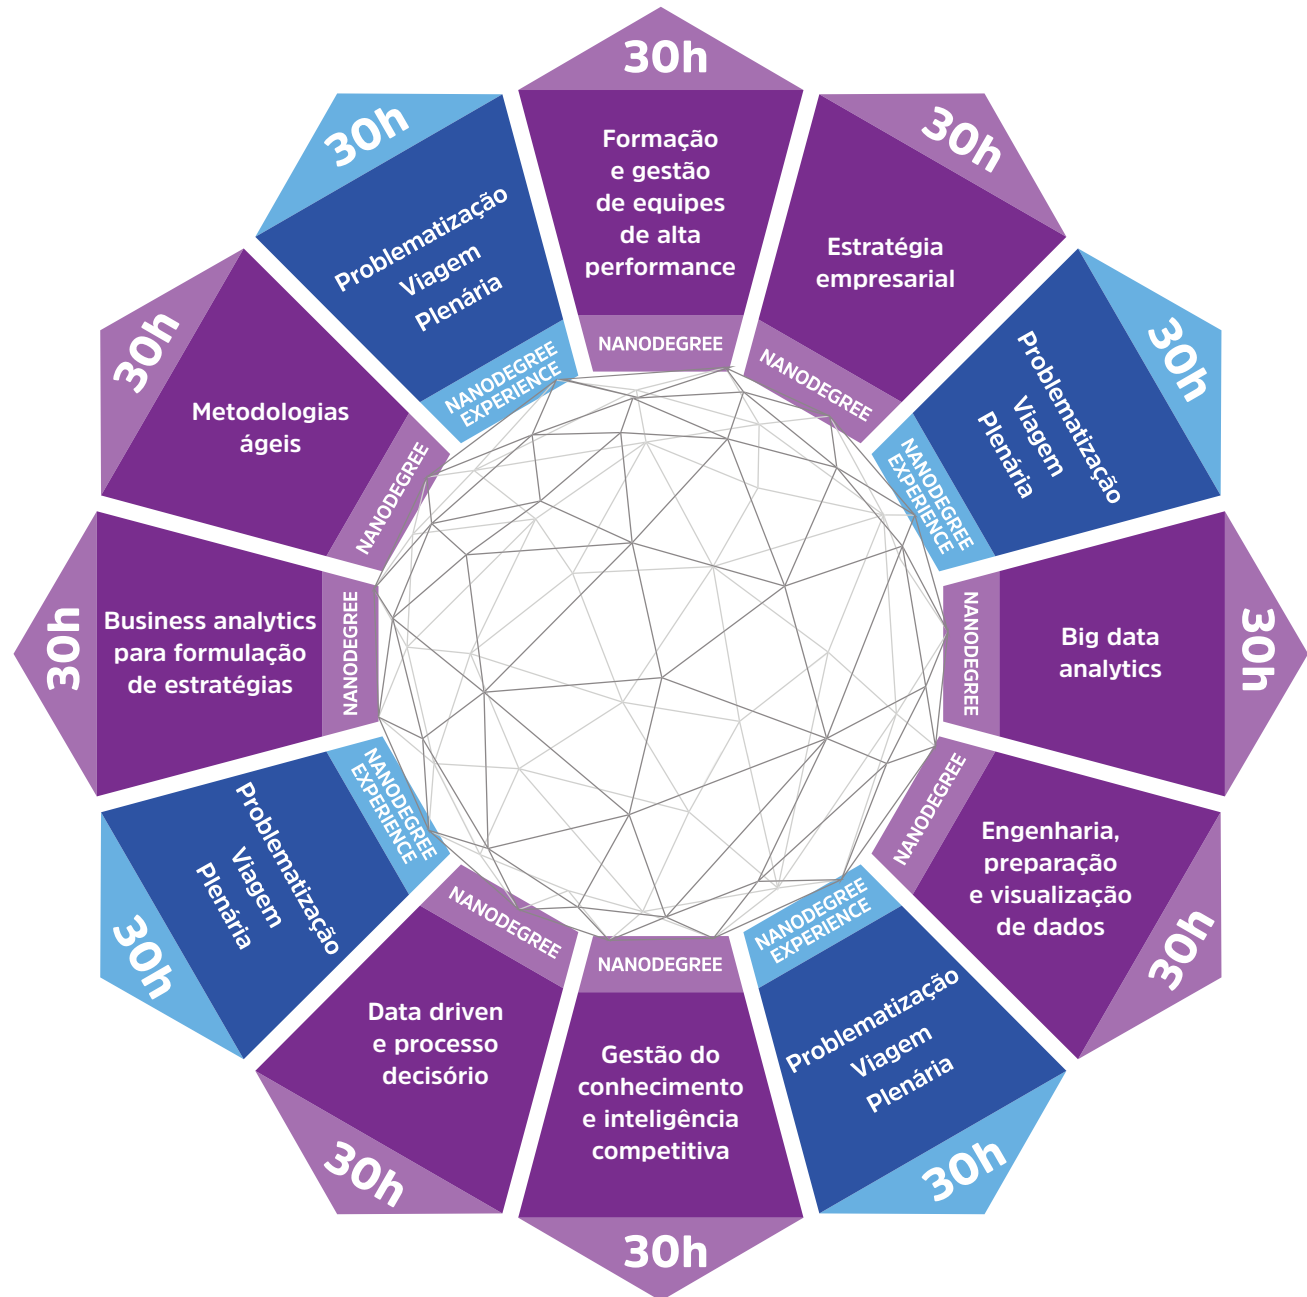 30h
Formação
e gestão
de equipes
de alta
performance
NANODEGREE
30h
Estratégia
empresarial
NANODEGREE
30h
Problematização
Viagem
Plenária
NANODEGREE
EXPERIENCE
30h
Big data
analytics
NANODEGREE
30h
Engenharia,
preparação
e visualização
de dados
NANODEGREE
30h
Problematização
Viagem
Plenária
NANODEGREE
EXPERIENCE
30h
Gestão do
conhecimento
e inteligência
competitiva
NANODEGREE
30h
Data driven
e processo
decisório
NANODEGREE
30h
Problematização
Viagem
Plenária
NANODEGREE
EXPERIENCE
30h
Business analytics
para formulação
de estratégias
NANODEGREE
30h
Metodologias
ágeis
NANODEGREE
30h
Problematização
Viagem
Plenária
NANODEGREE
EXPERIENCE